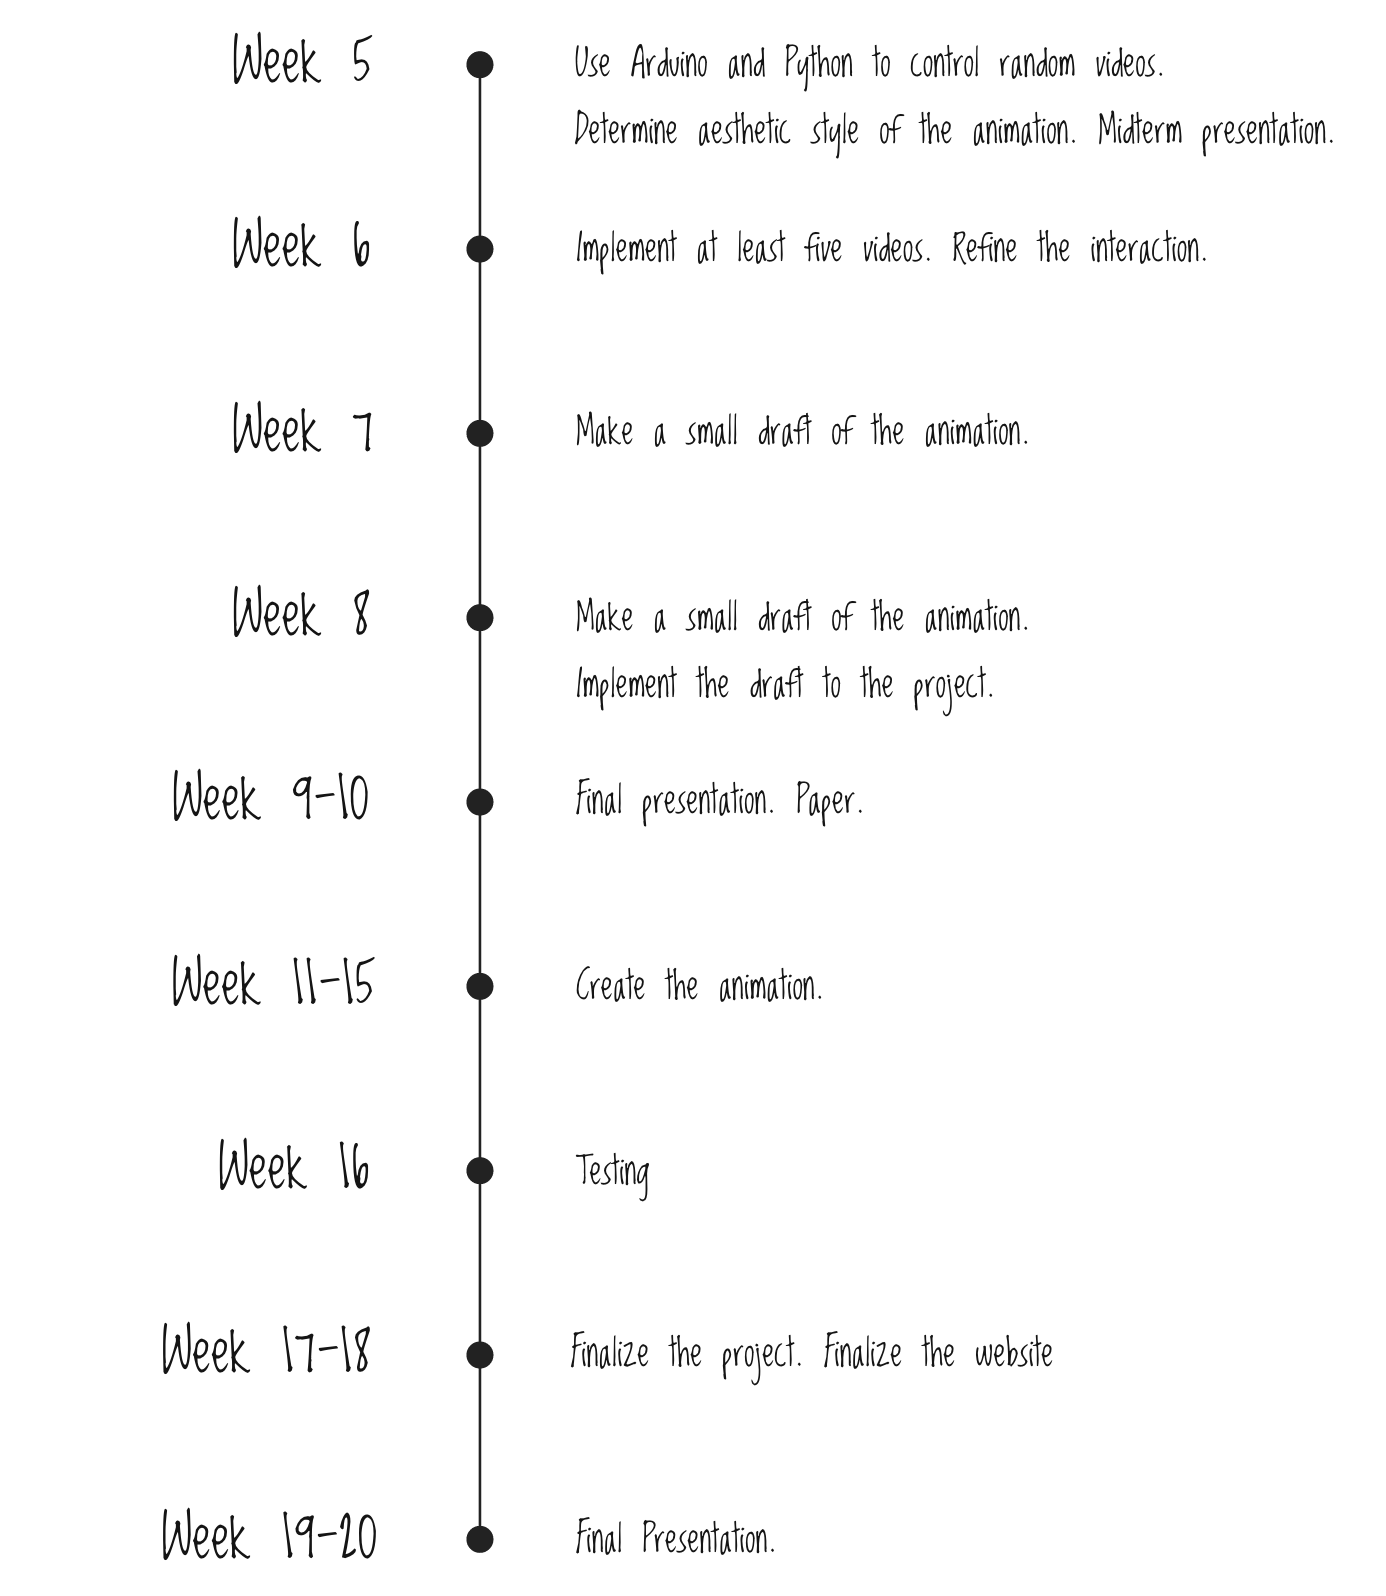 Week 5
Use Arduino and Python to control random videos.
Determine aesthetic style of the animation. Midterm presentation.
Week 6
Implement at least five videos. Refine the interaction.
Week 7
Make a small draft of the animation.
Week 8
Make a small draft of the animation.
Implement the draft to the project.
Week 9-10
Final presentation. Paper.
Week 11-15
Create the animation.
Week 16
Testing
Week 17-18
Finalize the project. Finalize the website
Week 19-20
Final Presentation.